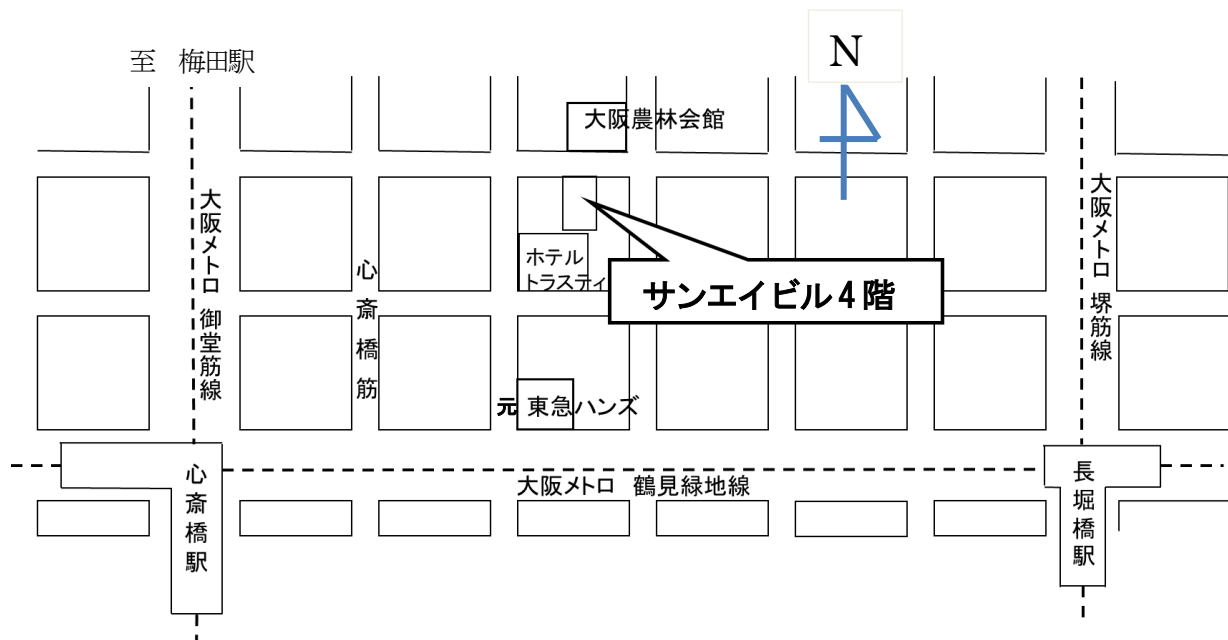 至　梅田駅
N
大阪農林会館
大阪メトロ 御堂筋線
心斎橋筋
ホテル
トラスティ
サンエイビル4階
大阪メトロ 堺筋線
元 東急ハンズ
心斎橋駅
大阪メトロ　鶴見緑地線
長堀橋駅